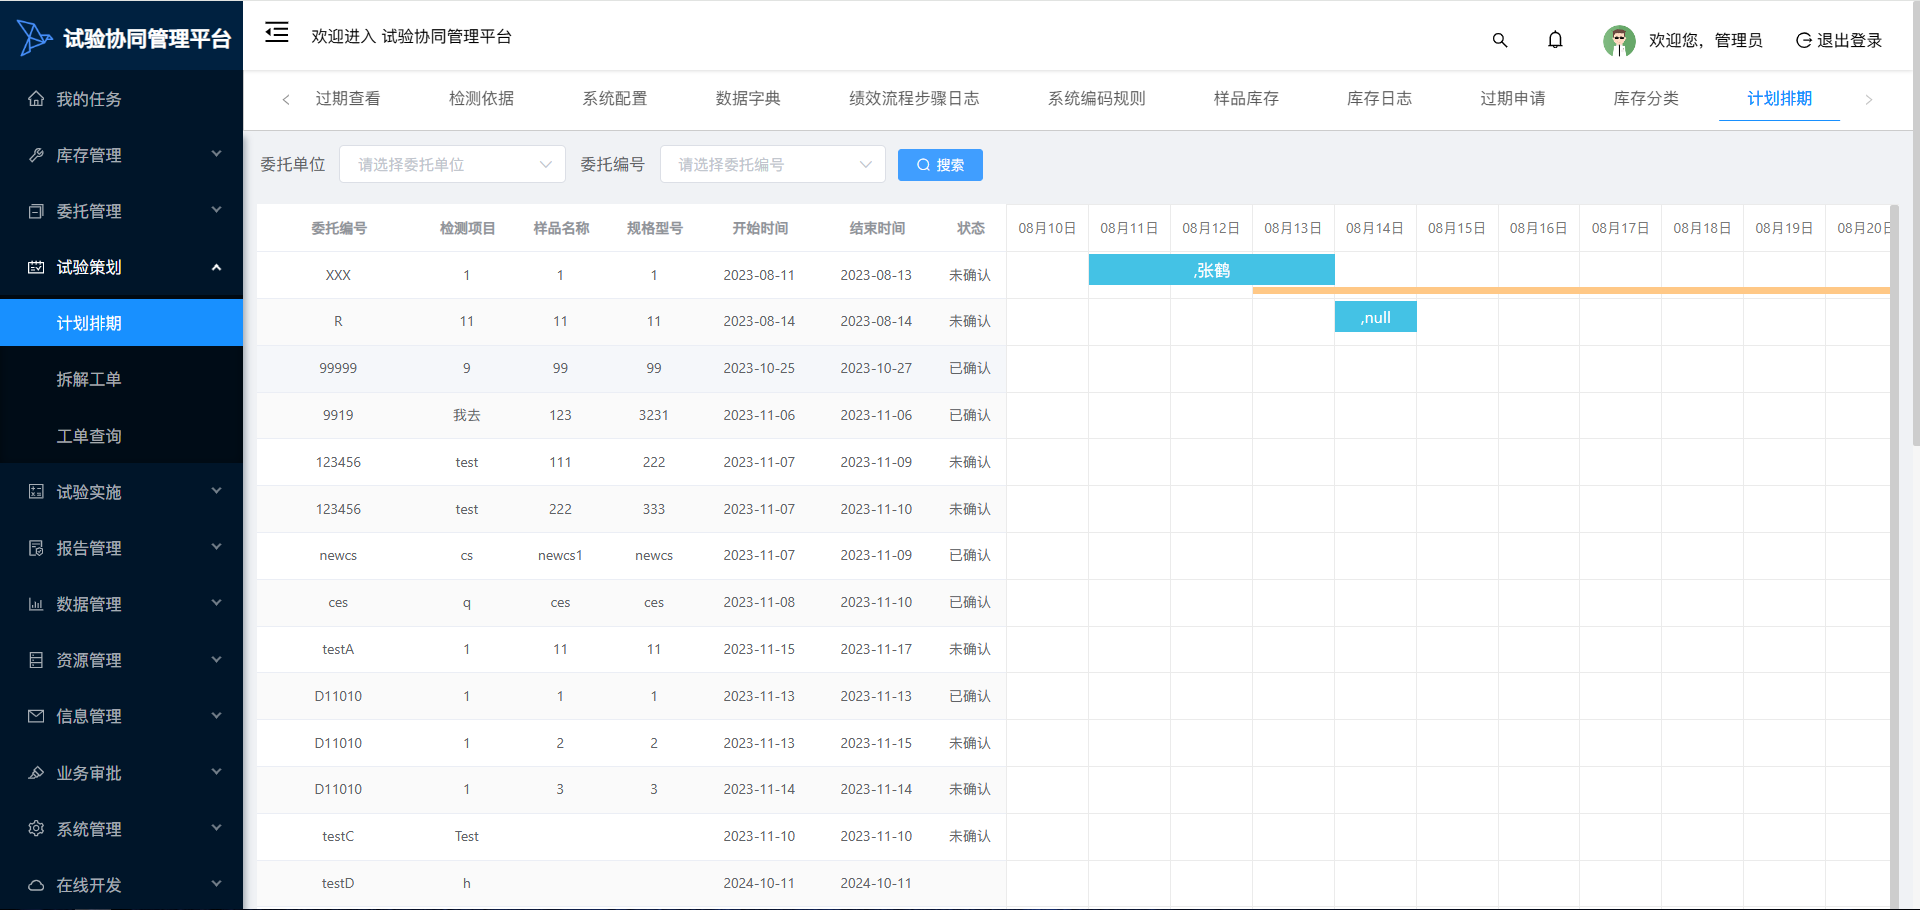 试验协同管理平台
欢迎进入 试验协同管理平台
欢迎您，管理员
退出登录
我的任务
库存管理
委托管理
试验策划
计划排期
拆解工单
工单查询
试验实施
报告管理
数据管理
资源管理
信息管理
业务审批
系统管理
在线开发
过期查看 检测依据 系统配置 数据字典 绩效流程步骤日志 系统编码规则 样品库存 库存日志 过期申请 库存分类 计划排期
委托单位 请选择委托单位 委托编号 请选择委托编号 搜索
委托编号 检测项目 样品名称 规格型号 开始时间 结束时间 状态 08月10日 08月11日 08月12日 08月13日 08月14日 08月15日 08月16日 08月17日 08月18日 08月19日 08月20日
XXX 1 1 1 2023-08-11 2023-08-13 未确认 ,张鹤
R 11 11 11 2023-08-14 2023-08-14 未确认 ,null
99999 9 99 99 2023-10-25 2023-10-27 已确认
9919 我去 123 3231 2023-11-06 2023-11-06 已确认
123456 test 111 222 2023-11-07 2023-11-09 未确认
123456 test 222 333 2023-11-07 2023-11-10 未确认
newcs cs newcs1 newcs 2023-11-07 2023-11-09 已确认
ces q ces ces 2023-11-08 2023-11-10 已确认
testA 1 11 11 2023-11-15 2023-11-17 未确认
D11010 1 1 1 2023-11-13 2023-11-13 已确认
D11010 1 2 2 2023-11-13 2023-11-15 未确认
D11010 1 3 3 2023-11-14 2023-11-14 未确认
testC Test 2023-11-10 2023-11-10 未确认
testD h 2024-10-11 2024-10-11